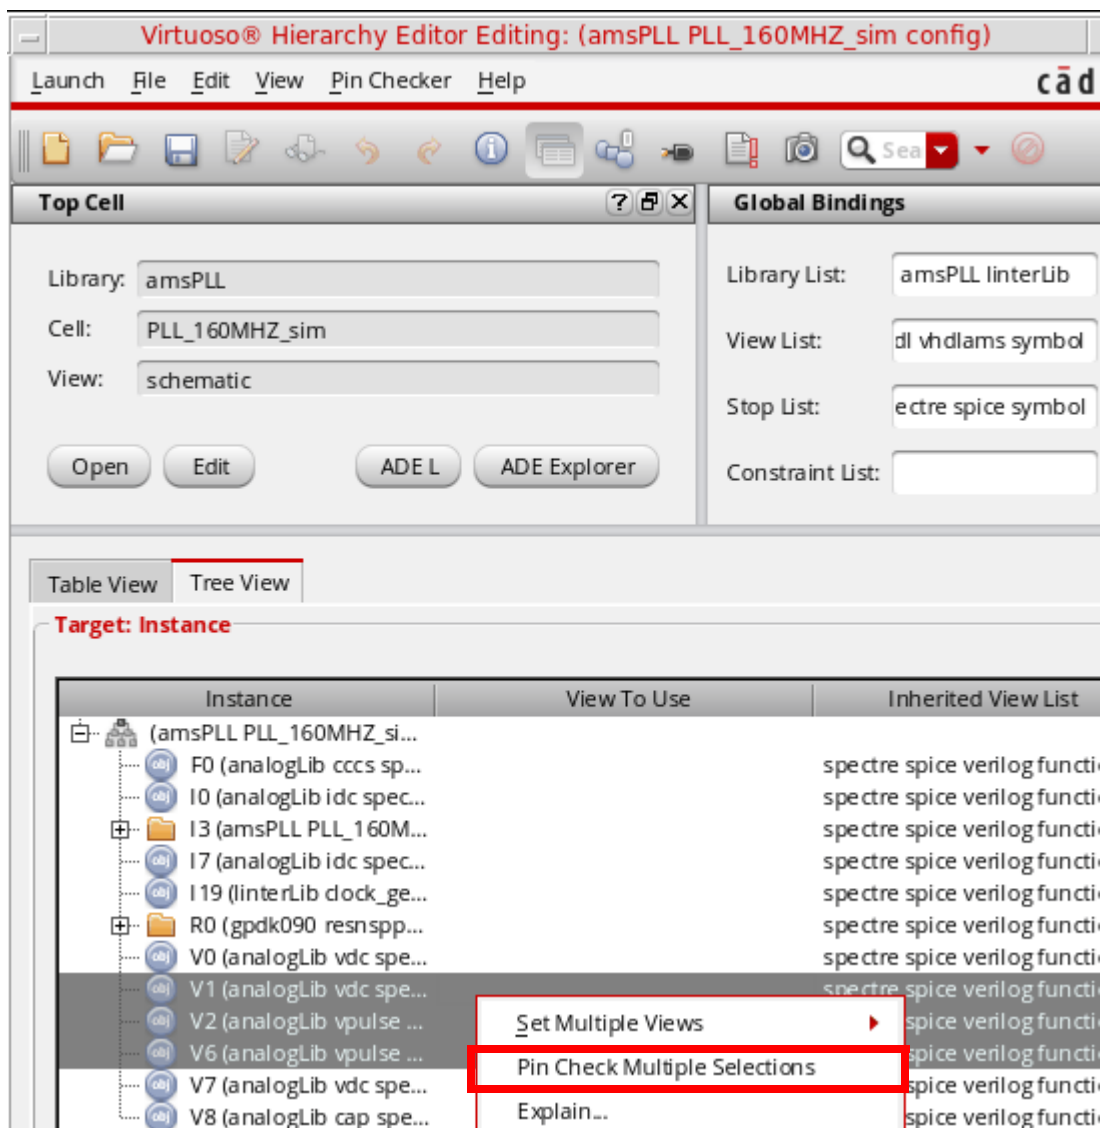 Virtuoso® Hierarchy Editor Editing: (amsPLL PLL_160MHZ_sim config)
Launch File Edit View Pin Checker Help
cād
Sea
Top Cell
Library: amsPLL
Cell: PLL_160MHZ_sim
View: schematic
Open Edit ADE L ADE Explorer
Global Bindings
Library List: amsPLL linterLib
View List: dl vhdlams symbol
Stop List: ectre spice symbol
Constraint List:
Table View Tree View
Target: Instance
Instance View To Use Inherited View List
(amsPLL PLL_160MHZ_si...
F0 (analogLib cccs sp... spectre spice verilog functi
I0 (analogLib idc spec... spectre spice verilog functi
I3 (amsPLL PLL_160M... spectre spice verilog functi
I7 (analogLib idc spec... spectre spice verilog functi
I19 (linterLib clock_ge... spectre spice verilog functi
R0 (gpdk090 resnspp... spectre spice verilog functi
V0 (analogLib vdc spe... spectre spice verilog functi
V1 (analogLib vdc spe... spectre spice verilog functi
V2 (analogLib vpulse ... spice verilog functi
V6 (analogLib vpulse ... spice verilog functi
V7 (analogLib vdc spe... spice verilog functi
V8 (analogLib cap spe... spice verilog functi
Set Multiple Views
Pin Check Multiple Selections
Explain...